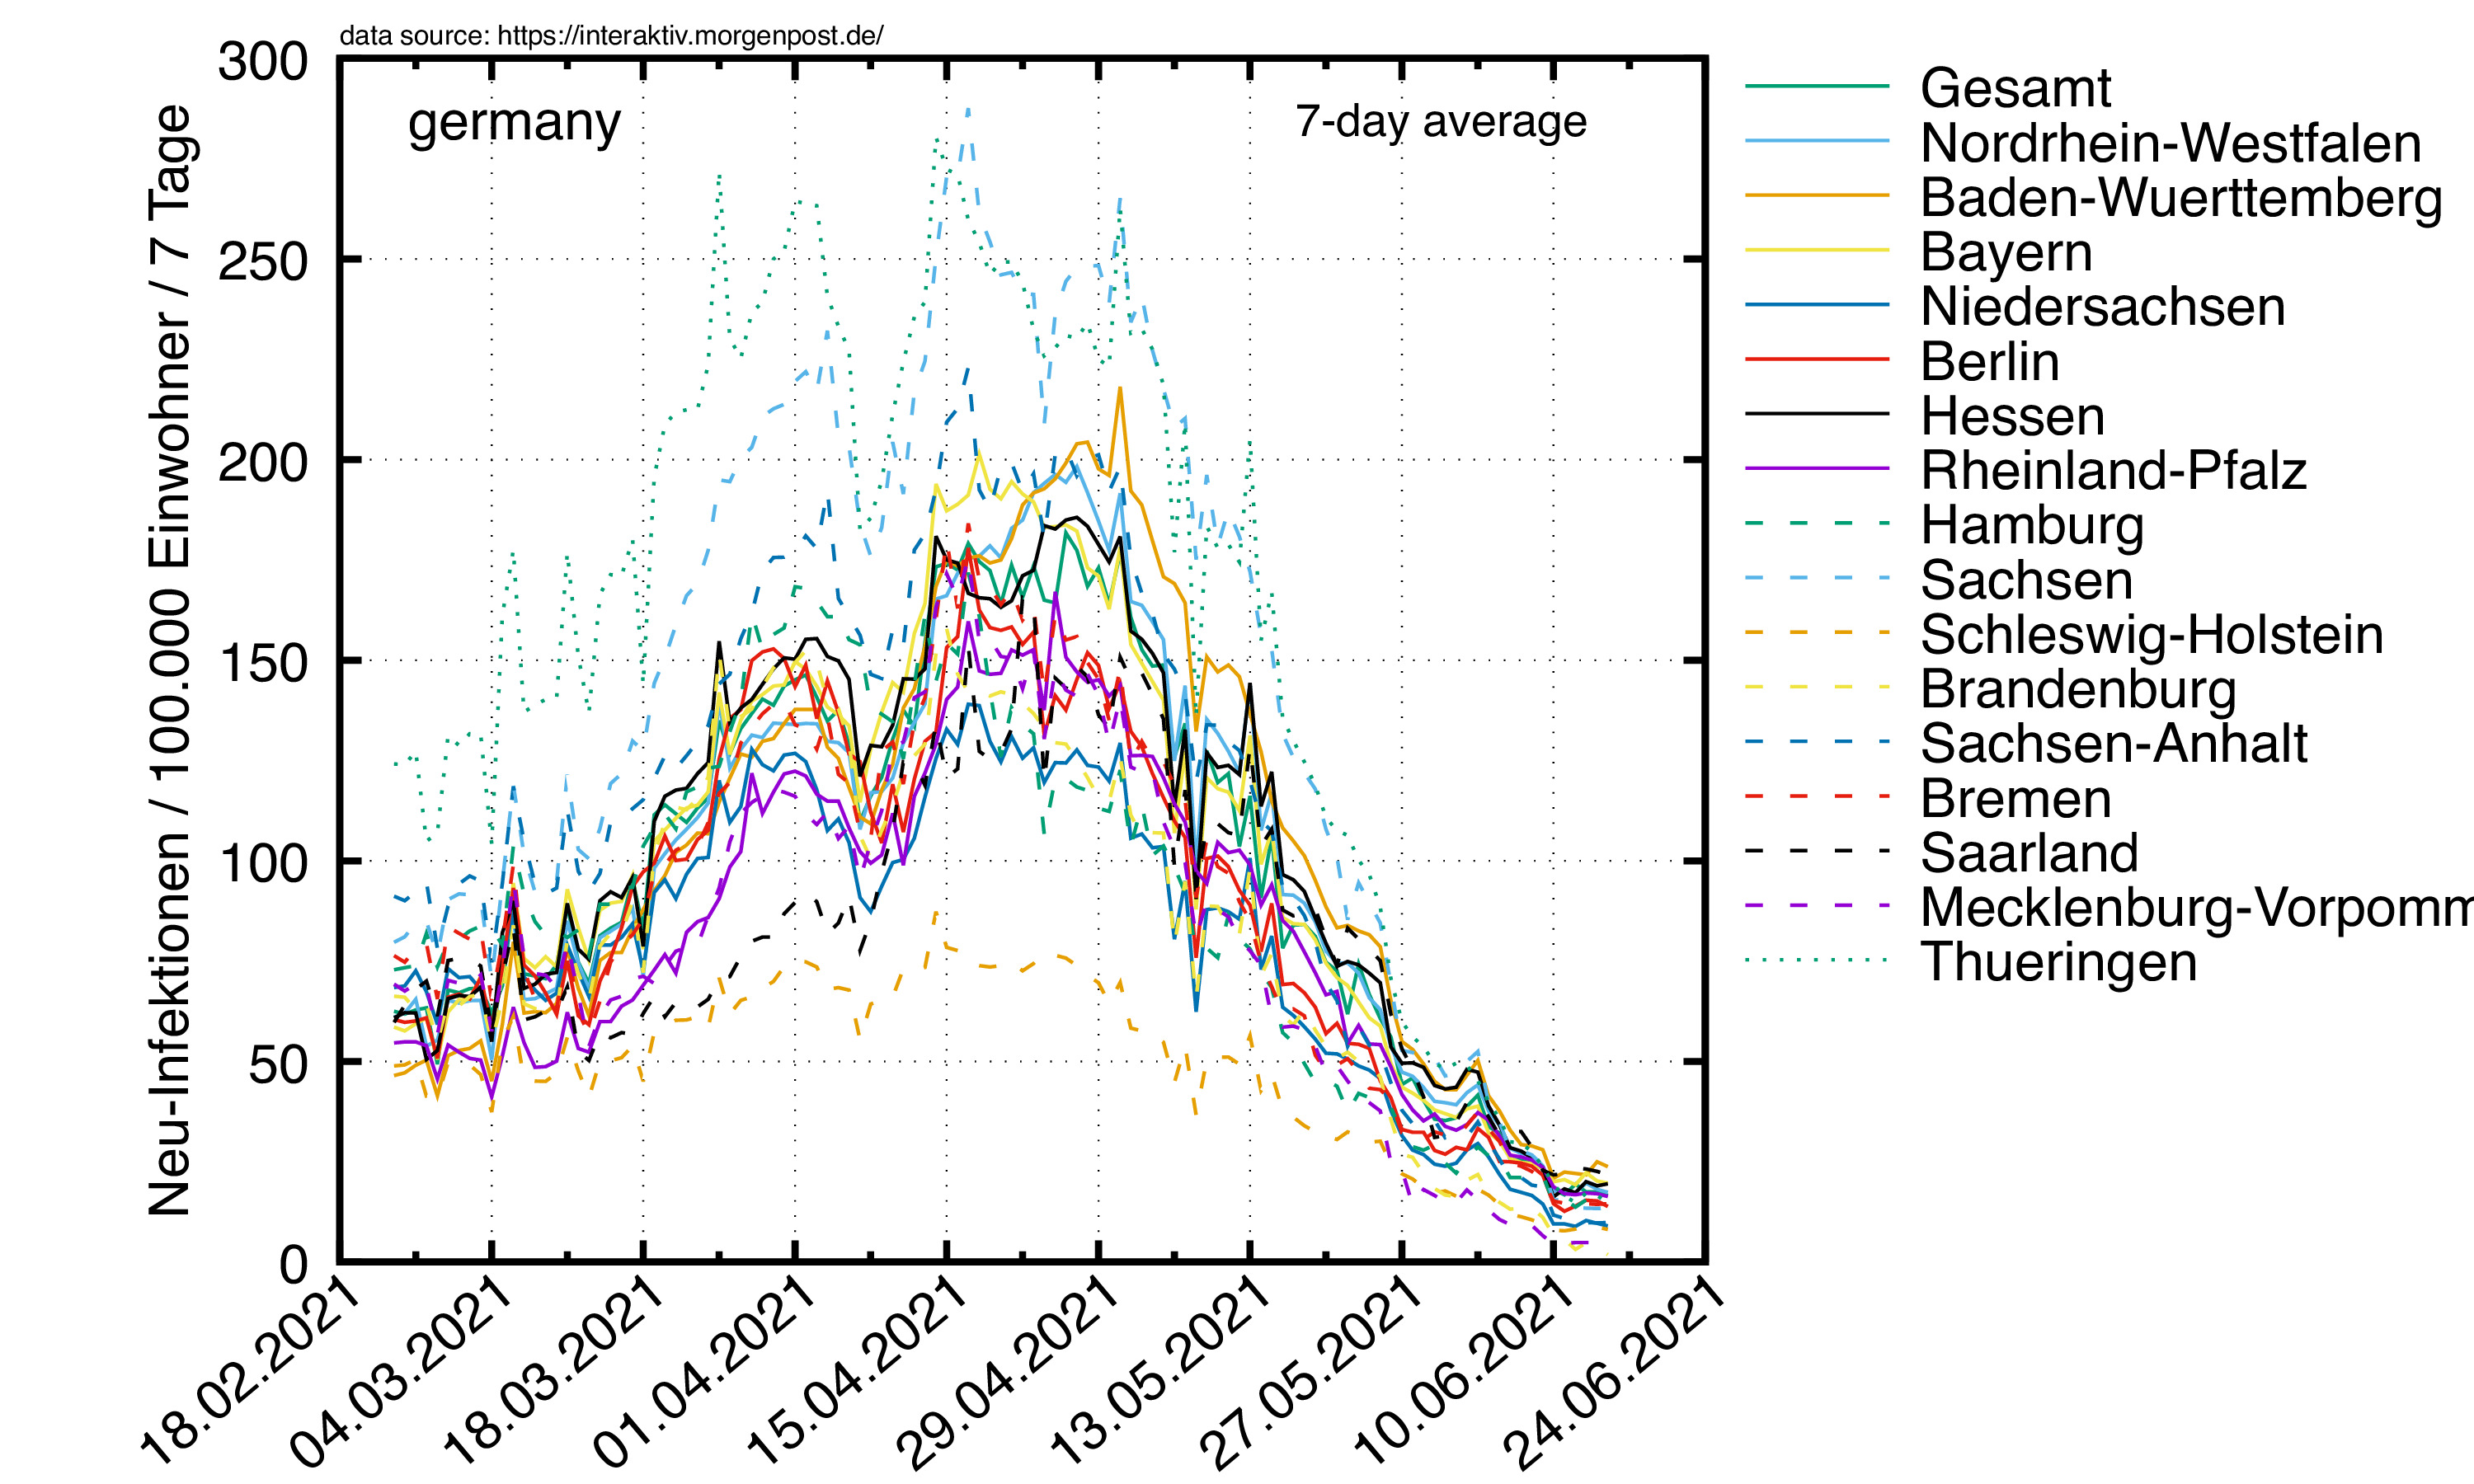 data source: https://interaktiv.morgenpost.de/
germany
7-day average
Neu-Infektionen / 100.000 Einwohner / 7 Tage
300
250
200
150
100
50
0
18.02.2021
04.03.2021
18.03.2021
01.04.2021
15.04.2021
29.04.2021
13.05.2021
27.05.2021
10.06.2021
24.06.2021
Gesamt
Nordrhein-Westfalen
Baden-Wuerttemberg
Bayern
Niedersachsen
Berlin
Hessen
Rheinland-Pfalz
Hamburg
Sachsen
Schleswig-Holstein
Brandenburg
Sachsen-Anhalt
Bremen
Saarland
Mecklenburg-Vorpomm
Thueringen